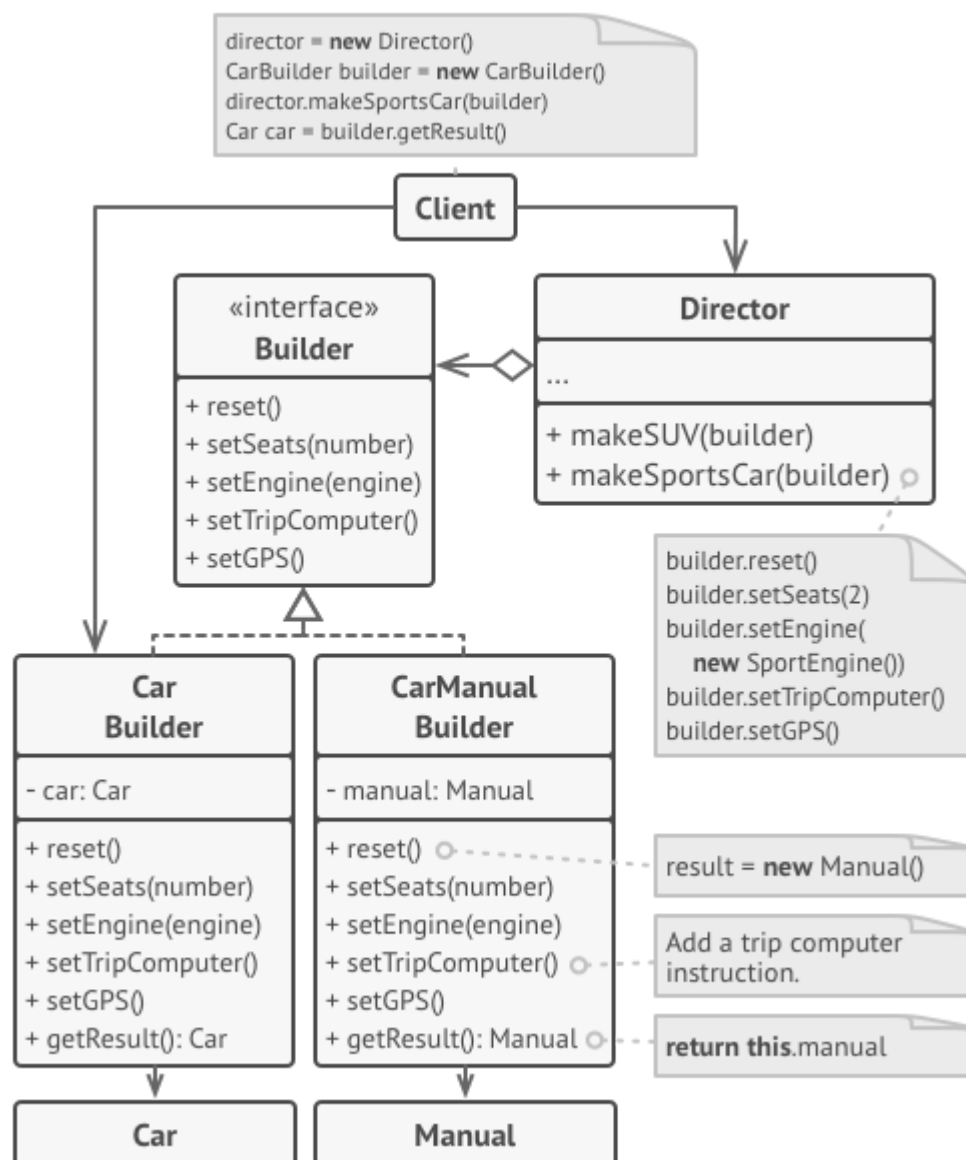 director = new Director()
CarBuilder builder = new CarBuilder()
director.makeSportsCar(builder)
Car car = builder.getResult()
Client
«interface»
Builder
+ reset()
+ setSeats(number)
+ setEngine(engine)
+ setTripComputer()
+ setGPS()
Director
...
+ makeSUV(builder)
+ makeSportsCar(builder)
builder.reset()
builder.setSeats(2)
builder.setEngine(
new SportEngine())
builder.setTripComputer()
builder.setGPS()
Car
Builder
- car: Car
+ reset()
+ setSeats(number)
+ setEngine(engine)
+ setTripComputer()
+ setGPS()
+ getResult(): Car
CarManual
Builder
- manual: Manual
+ reset()
+ setSeats(number)
+ setEngine(engine)
+ setTripComputer()
+ setGPS()
+ getResult(): Manual
result = new Manual()
Add a trip computer
instruction.
return this.manual
Car
Manual